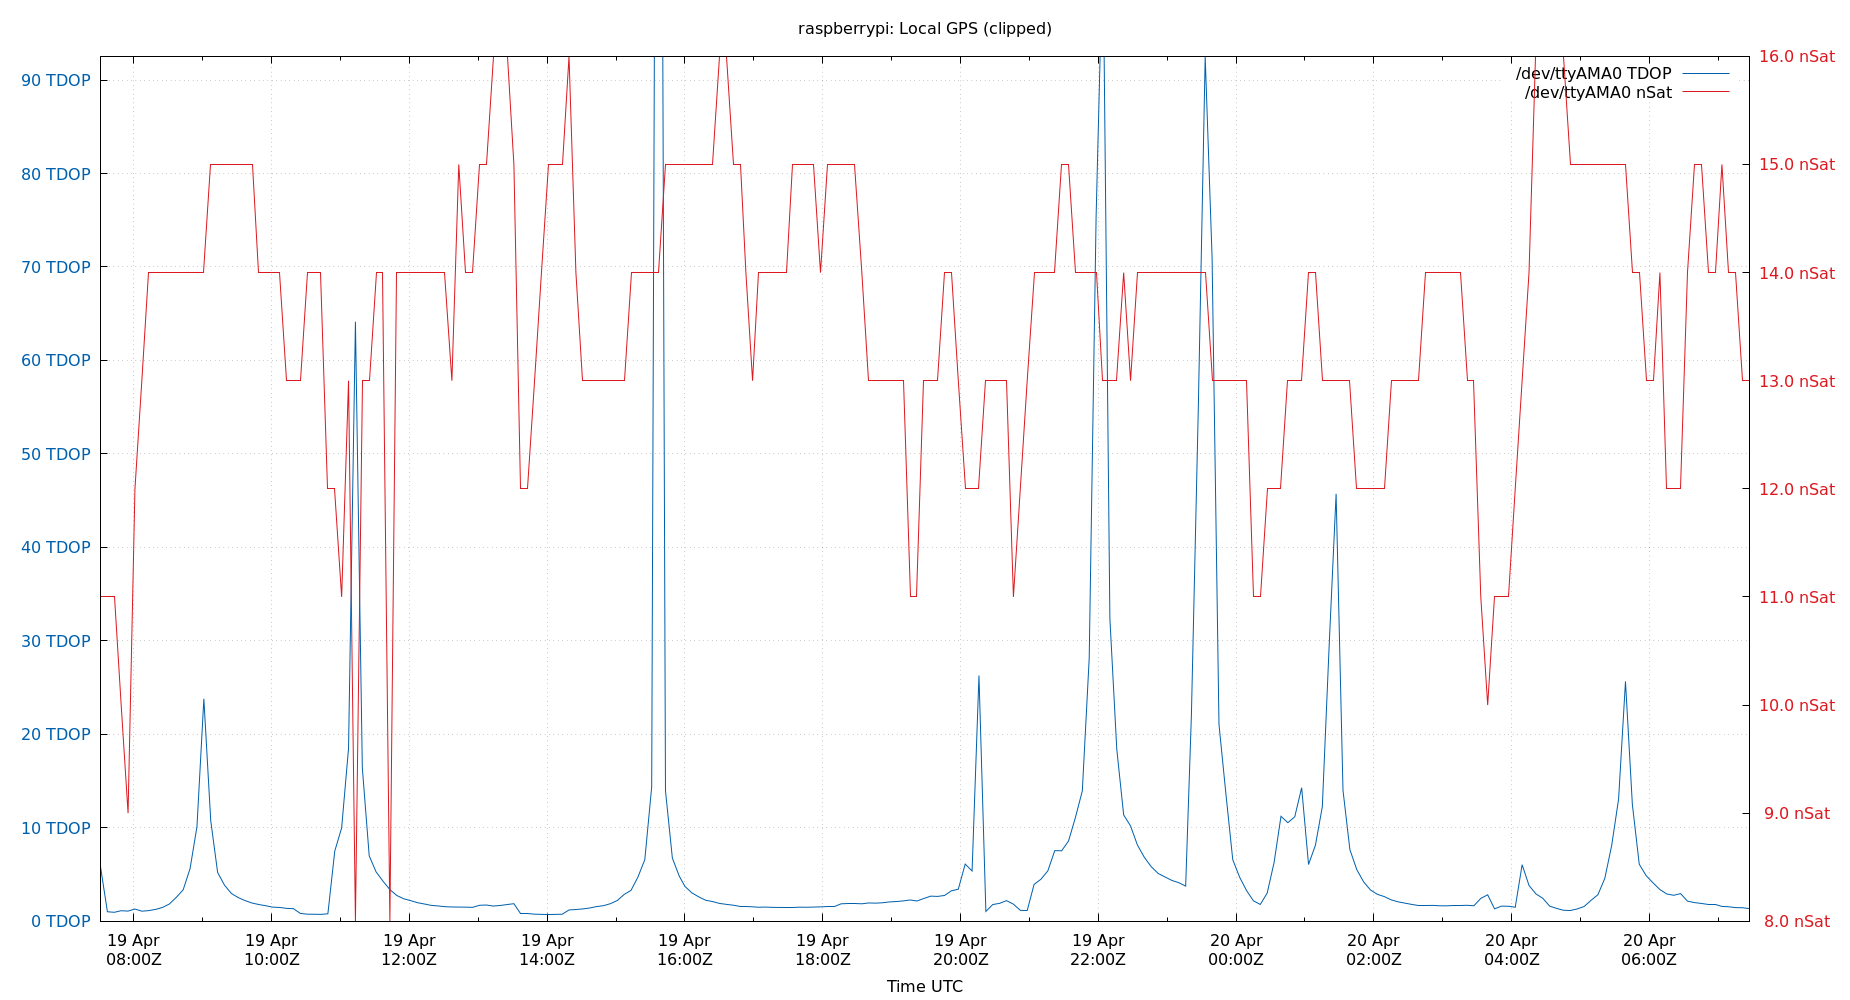 raspberrypi: Local GPS (clipped)
/dev/ttyAMA0 TDOP
/dev/ttyAMA0 nSat
90 TDOP
80 TDOP
70 TDOP
60 TDOP
50 TDOP
40 TDOP
30 TDOP
20 TDOP
10 TDOP
0 TDOP
16.0 nSat
15.0 nSat
14.0 nSat
13.0 nSat
12.0 nSat
11.0 nSat
10.0 nSat
9.0 nSat
8.0 nSat
19 Apr
08:00Z
19 Apr
10:00Z
19 Apr
12:00Z
19 Apr
14:00Z
19 Apr
16:00Z
19 Apr
18:00Z
19 Apr
20:00Z
19 Apr
22:00Z
20 Apr
00:00Z
20 Apr
02:00Z
20 Apr
04:00Z
20 Apr
06:00Z
Time UTC